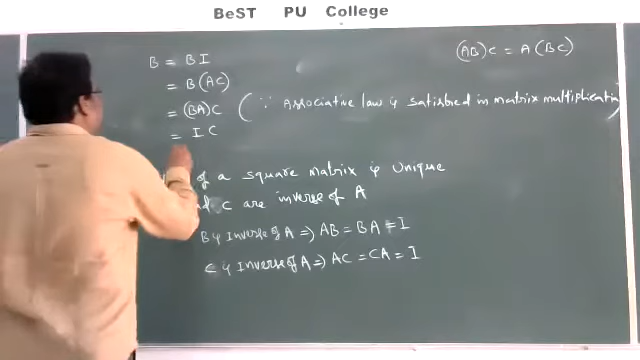 BeST PU College
B = BI
(AB)C = A(BC)
= B(AC)
= (BA)C (∵ Associative law is satisfied in matrix multiplication
= IC
of a square matrix is unique
C are inverse of A
B is Inverse of A ⇒ AB = BA = I
C is Inverse of A ⇒ AC = CA = I